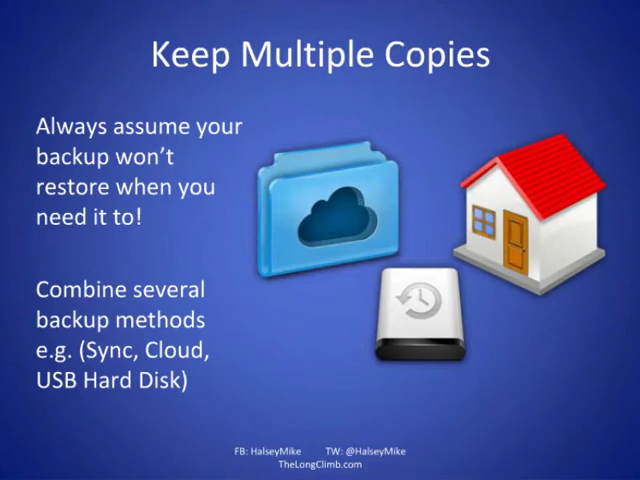 Keep Multiple Copies
Always assume your
backup won't
restore when you
need it to!
Combine several
backup methods
e.g. (Sync, Cloud,
USB Hard Disk)
FB: HalseyMike TW: @HalseyMike
TheLongClimb.com